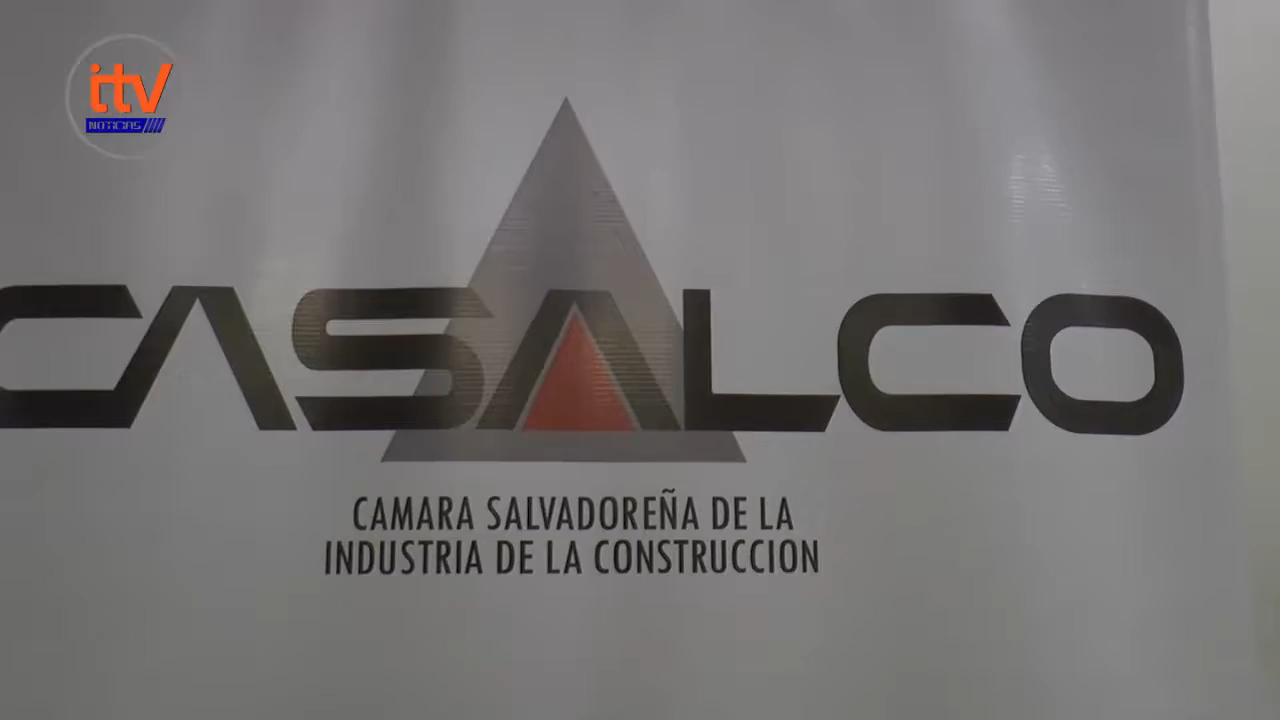 itv
NOTICIAS
CASALCO
CAMARA SALVADOREÑA DE LA
INDUSTRIA DE LA CONSTRUCCION